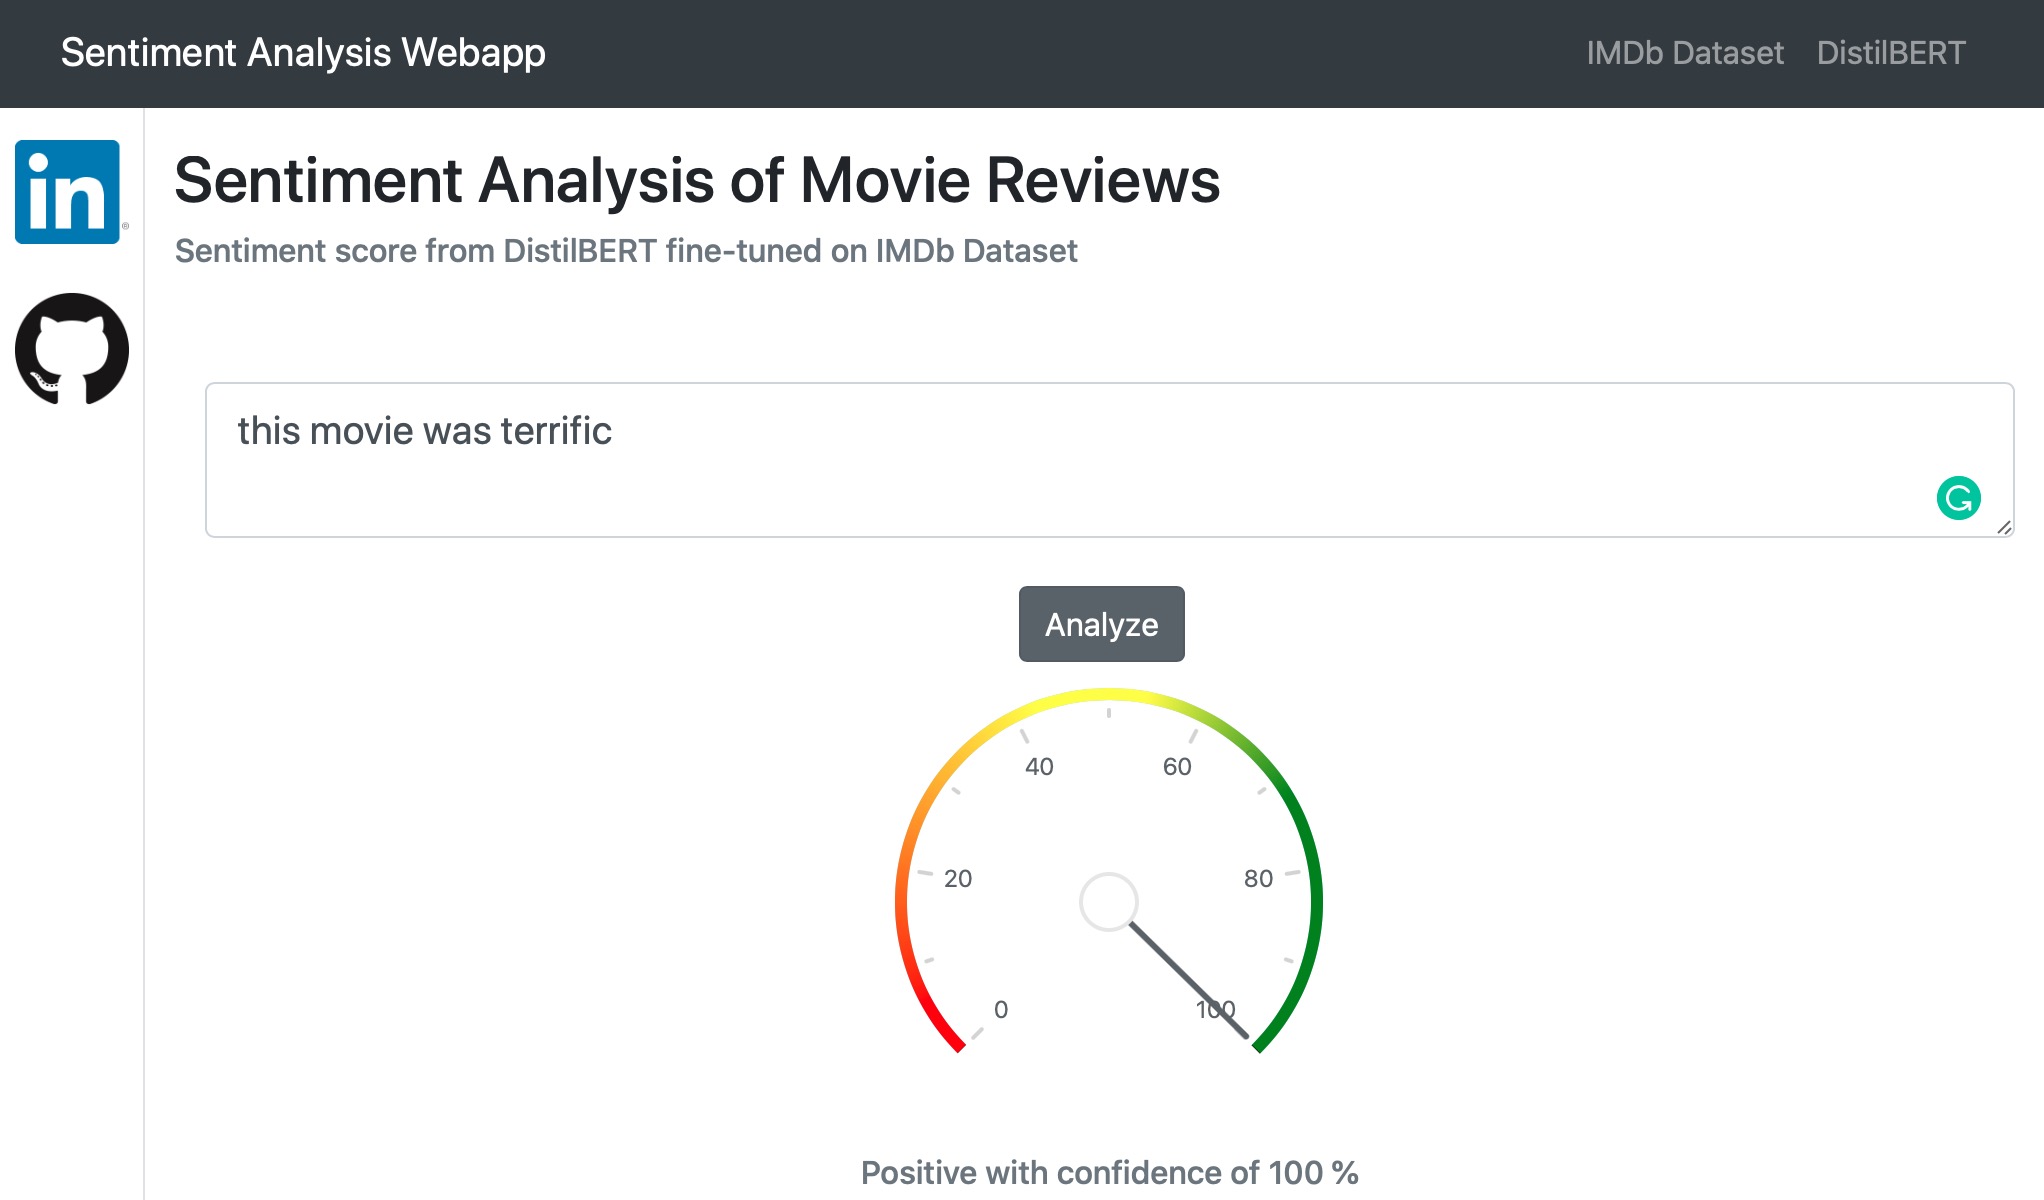 Sentiment Analysis Webapp
IMDb Dataset
DistilBERT
in
Sentiment Analysis of Movie Reviews
Sentiment score from DistilBERT fine-tuned on IMDb Dataset
this movie was terrific
Analyze
40
60
20
80
0
100
Positive with confidence of 100 %